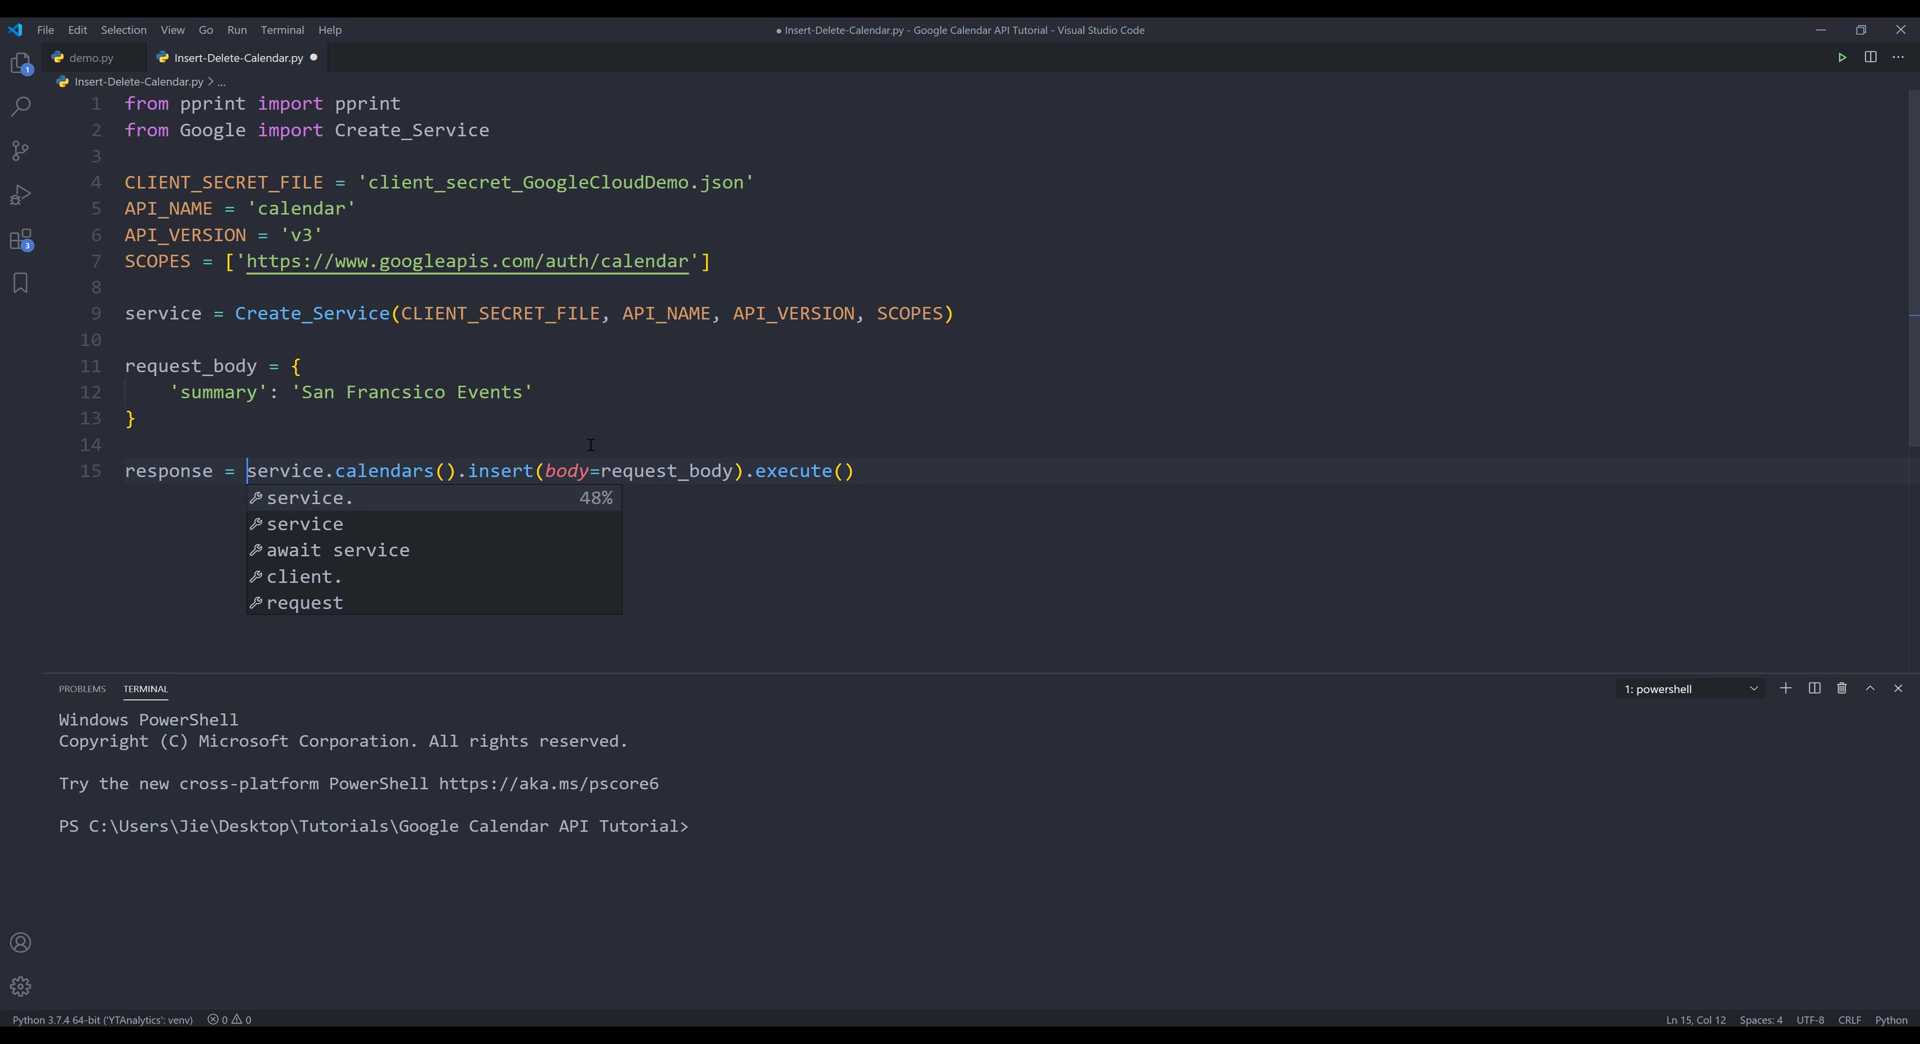 File Edit Selection View Go Run Terminal Help ● Insert-Delete-Calendar.py - Google Calendar API Tutorial - Visual Studio Code
demo.py Insert-Delete-Calendar.py
Insert-Delete-Calendar.py > ...
1 from pprint import pprint
2 from Google import Create_Service
3
4 CLIENT_SECRET_FILE = 'client_secret_GoogleCloudDemo.json'
5 API_NAME = 'calendar'
6 API_VERSION = 'v3'
7 SCOPES = ['https://www.googleapis.com/auth/calendar']
8
9 service = Create_Service(CLIENT_SECRET_FILE, API_NAME, API_VERSION, SCOPES)
10
11 request_body = {
12 'summary': 'San Francsico Events'
13 }
14
15 response = service.calendars().insert(body=request_body).execute()
service. 48%
service
await service
client.
request
1
3
PROBLEMS TERMINAL 1: powershell
Windows PowerShell
Copyright (C) Microsoft Corporation. All rights reserved.
Try the new cross-platform PowerShell https://aka.ms/pscore6
PS C:\Users\Jie\Desktop\Tutorials\Google Calendar API Tutorial>
Python 3.7.4 64-bit ('YTAnalytics': venv) 0 0 Ln 15, Col 12 Spaces: 4 UTF-8 CRLF Python